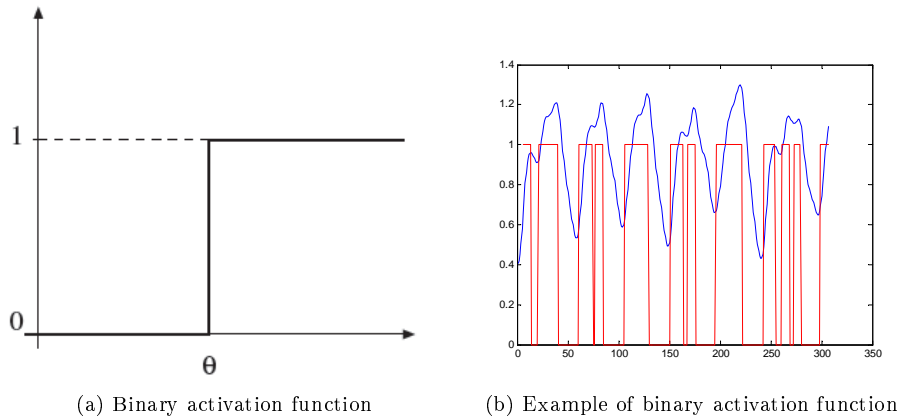 1
0
θ
(a) Binary activation function
1.4
1.2
1
0.8
0.6
0.4
0.2
0
0 50 100 150 200 250 300 350
(b) Example of binary activation function